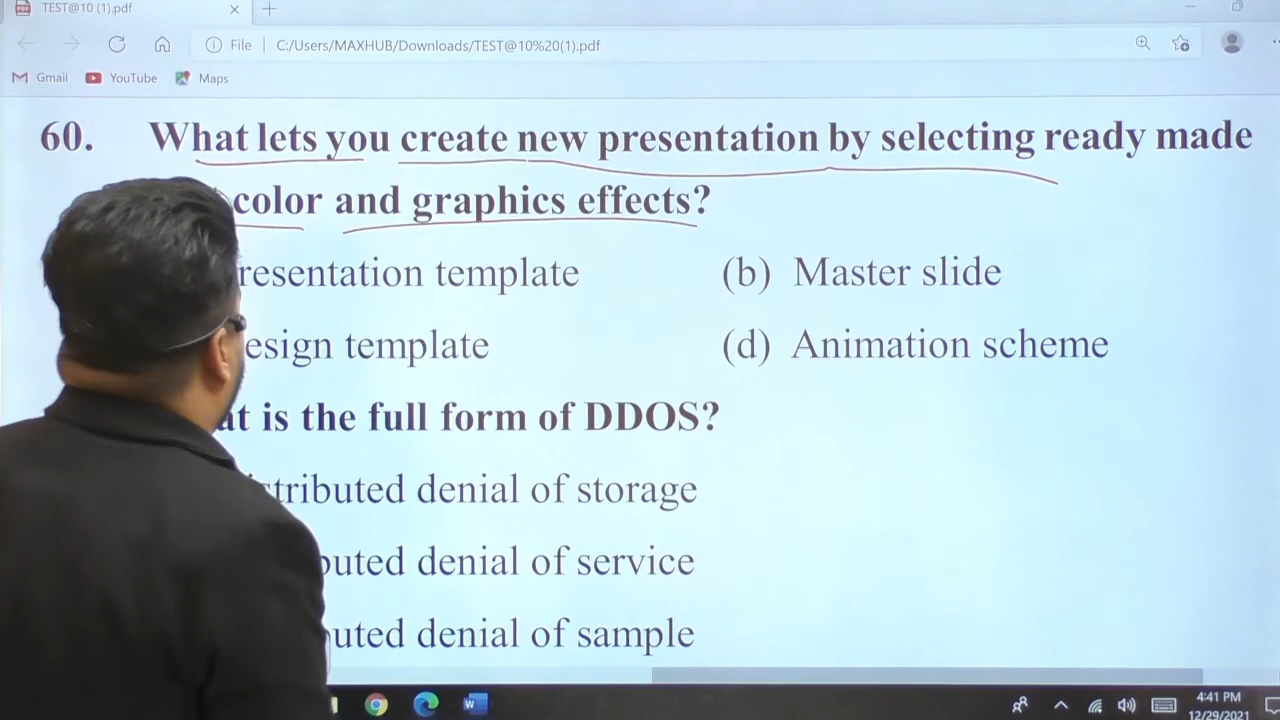 TEST@10 (1).pdf
File C:/Users/MAXHUB/Downloads/TEST@10%20(1).pdf
Gmail YouTube Maps
60. What lets you create new presentation by selecting ready made
color and graphics effects?
resentation template (b) Master slide
esign template (d) Animation scheme
at is the full form of DDOS?
tributed denial of storage
buted denial of service
uted denial of sample
4:41 PM
12/29/2021